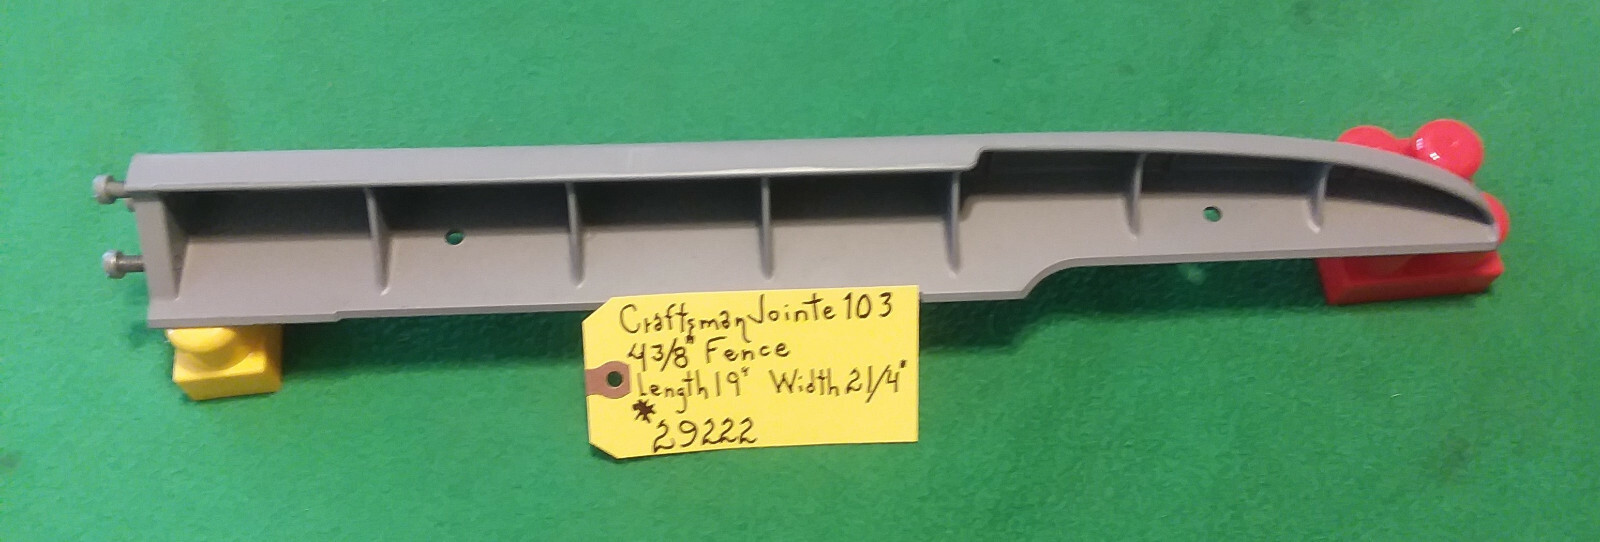 Craftsman Jointe 103
4 3/8" Fence
Length 19" Width 2 1/4"
*
29222